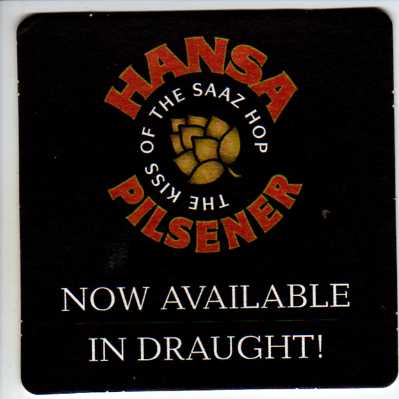 HANSA
THE KISS OF THE SAAZ HOP
PILSENER
NOW AVAILABLE
IN DRAUGHT!